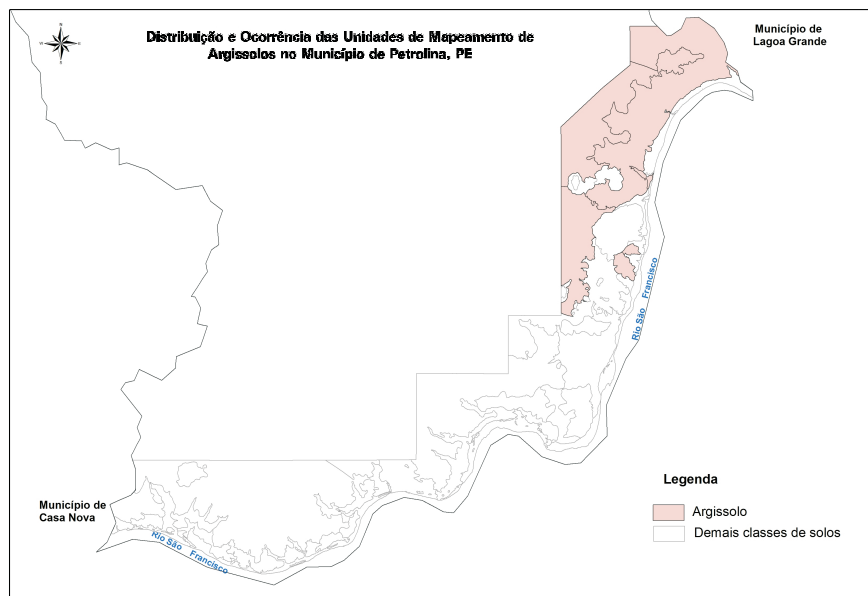 Distribuição e Ocorrência das Unidades de Mapeamento de
Argissolos no Município de Petrolina, PE
Município de
Lagoa Grande
N
W
E
S
Rio São Francisco
Município de
Casa Nova
Rio São Francisco
Legenda
Argissolo
Demais classes de solos